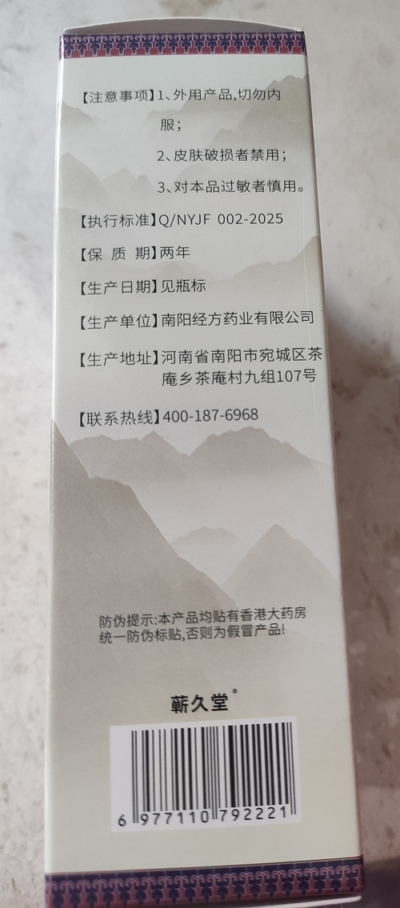 【注意事项】1、外用产品,切勿内
服；
2、皮肤破损者禁用；
3、对本品过敏者慎用。
【执行标准】Q/NYJF 002-2025
【保 质 期】两年
【生产日期】见瓶标
【生产单位】南阳经方药业有限公司
【生产地址】河南省南阳市宛城区茶
庵乡茶庵村九组107号
【联系热线】400-187-6968
防伪提示:本产品均贴有香港大药房
统一防伪标贴,否则为假冒产品!
蕲久堂®
6 977110 792221